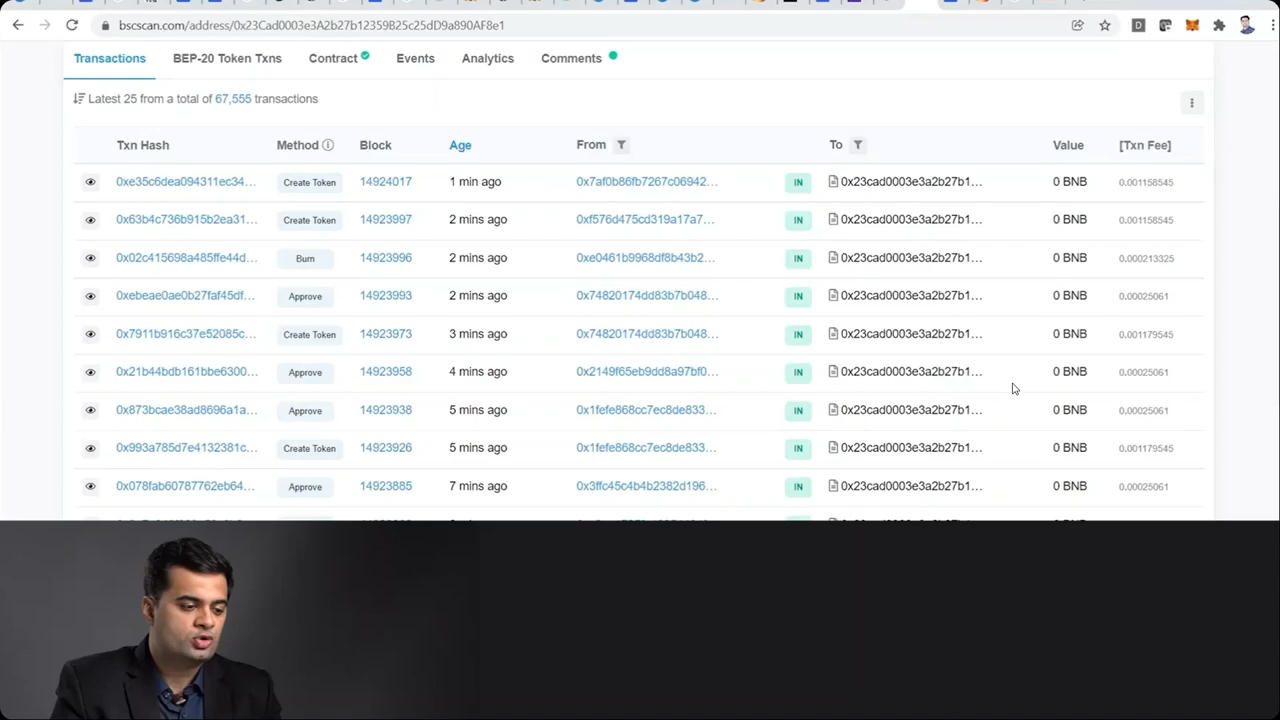 bscscan.com/address/0x23Cad0003e3A2b27b12359B25c25dD9a890AF8e1
Transactions BEP-20 Token Txns Contract Events Analytics Comments
Latest 25 from a total of 67,555 transactions
Txn Hash Method Block Age From To Value [Txn Fee]
0xe35c6dea094311ec34... Create Token 14924017 1 min ago 0x7af0b86fb7267c06942... IN 0x23cad0003e3a2b27b1... 0 BNB 0.001158545
0x63b4c736b915b2ea31... Create Token 14923997 2 mins ago 0xf576d475cd319a17a7... IN 0x23cad0003e3a2b27b1... 0 BNB 0.001158545
0x02c415698a485ffe44d... Burn 14923996 2 mins ago 0xe0461b9968df8b43b2... IN 0x23cad0003e3a2b27b1... 0 BNB 0.000213325
0xebeae0ae0b27faf45df... Approve 14923993 2 mins ago 0x74820174dd83b7b048... IN 0x23cad0003e3a2b27b1... 0 BNB 0.00025061
0x7911b916c37e52085c... Create Token 14923973 3 mins ago 0x74820174dd83b7b048... IN 0x23cad0003e3a2b27b1... 0 BNB 0.001179545
0x21b44bdb161bbe6300... Approve 14923958 4 mins ago 0x2149f65eb9dd8a97bf0... IN 0x23cad0003e3a2b27b1... 0 BNB 0.00025061
0x873bcae38ad8696a1a... Approve 14923938 5 mins ago 0x1fefe868cc7ec8de833... IN 0x23cad0003e3a2b27b1... 0 BNB 0.00025061
0x993a785d7e4132381c... Create Token 14923926 5 mins ago 0x1fefe868cc7ec8de833... IN 0x23cad0003e3a2b27b1... 0 BNB 0.001179545
0x078fab60787762eb64... Approve 14923885 7 mins ago 0x3ffc45c4b4b2382d196... IN 0x23cad0003e3a2b27b1... 0 BNB 0.00025061